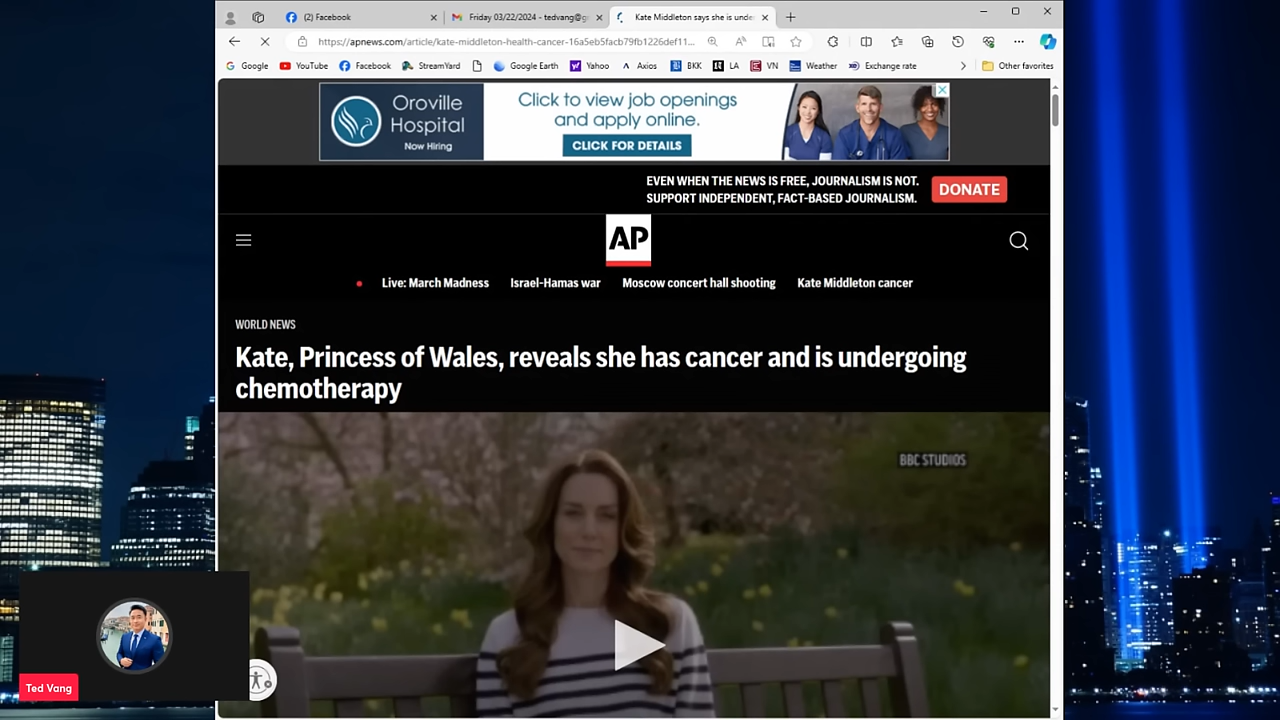 (2) Facebook
Friday 03/22/2024 - tedvang@g
Kate Middleton says she is unde
https://apnews.com/article/kate-middleton-health-cancer-16a5eb5facb79fb1226def11...
Google
YouTube
Facebook
StreamYard
Google Earth
Yahoo
Axios
BKK
LA
VN
Weather
Exchange rate
Other favorites
Oroville
Hospital
Now Hiring
Click to view job openings
and apply online.
CLICK FOR DETAILS
EVEN WHEN THE NEWS IS FREE, JOURNALISM IS NOT.
SUPPORT INDEPENDENT, FACT-BASED JOURNALISM.
DONATE
AP
Live: March Madness
Israel-Hamas war
Moscow concert hall shooting
Kate Middleton cancer
WORLD NEWS
Kate, Princess of Wales, reveals she has cancer and is undergoing
chemotherapy
BBC STUDIOS
Ted Vang